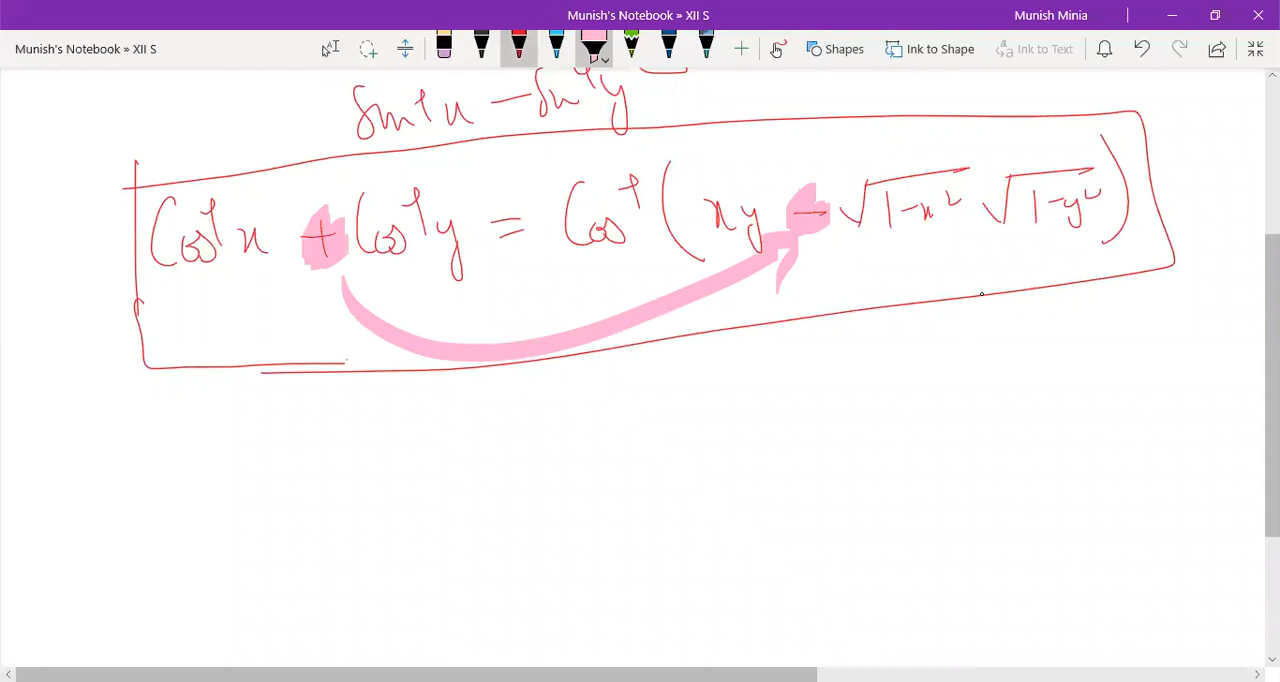 Munish's Notebook » XII S
Munish Minia
Munish's Notebook » XII S
Shapes
Ink to Shape
Ink to Text
sin⁻¹x — sin⁻¹y
Cos⁻¹x + Cos⁻¹y = Cos⁻¹(xy − √1−x² √1−y²)